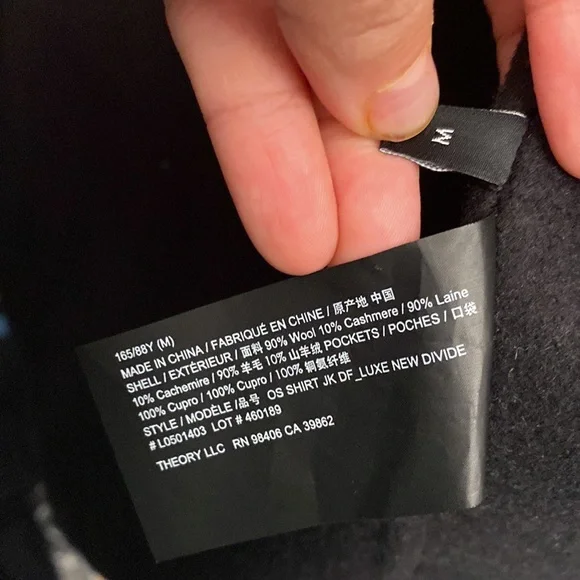 M
165/88Y (M)
MADE IN CHINA / FABRIQUÉ EN CHINE / 原产地 中国
SHELL / EXTÉRIEUR / 面料 90% Wool 10% Cashmere / 90% Laine
10% Cachemire / 90% 羊毛 10% 山羊绒 POCKETS / POCHES / 口袋
100% Cupro / 100% Cupro / 100% 铜氨纤维
STYLE / MODÈLE /品号 OS SHIRT JK DF_LUXE NEW DIVIDE
# L0501403 LOT # 460189
THEORY LLC RN 98406 CA 39862